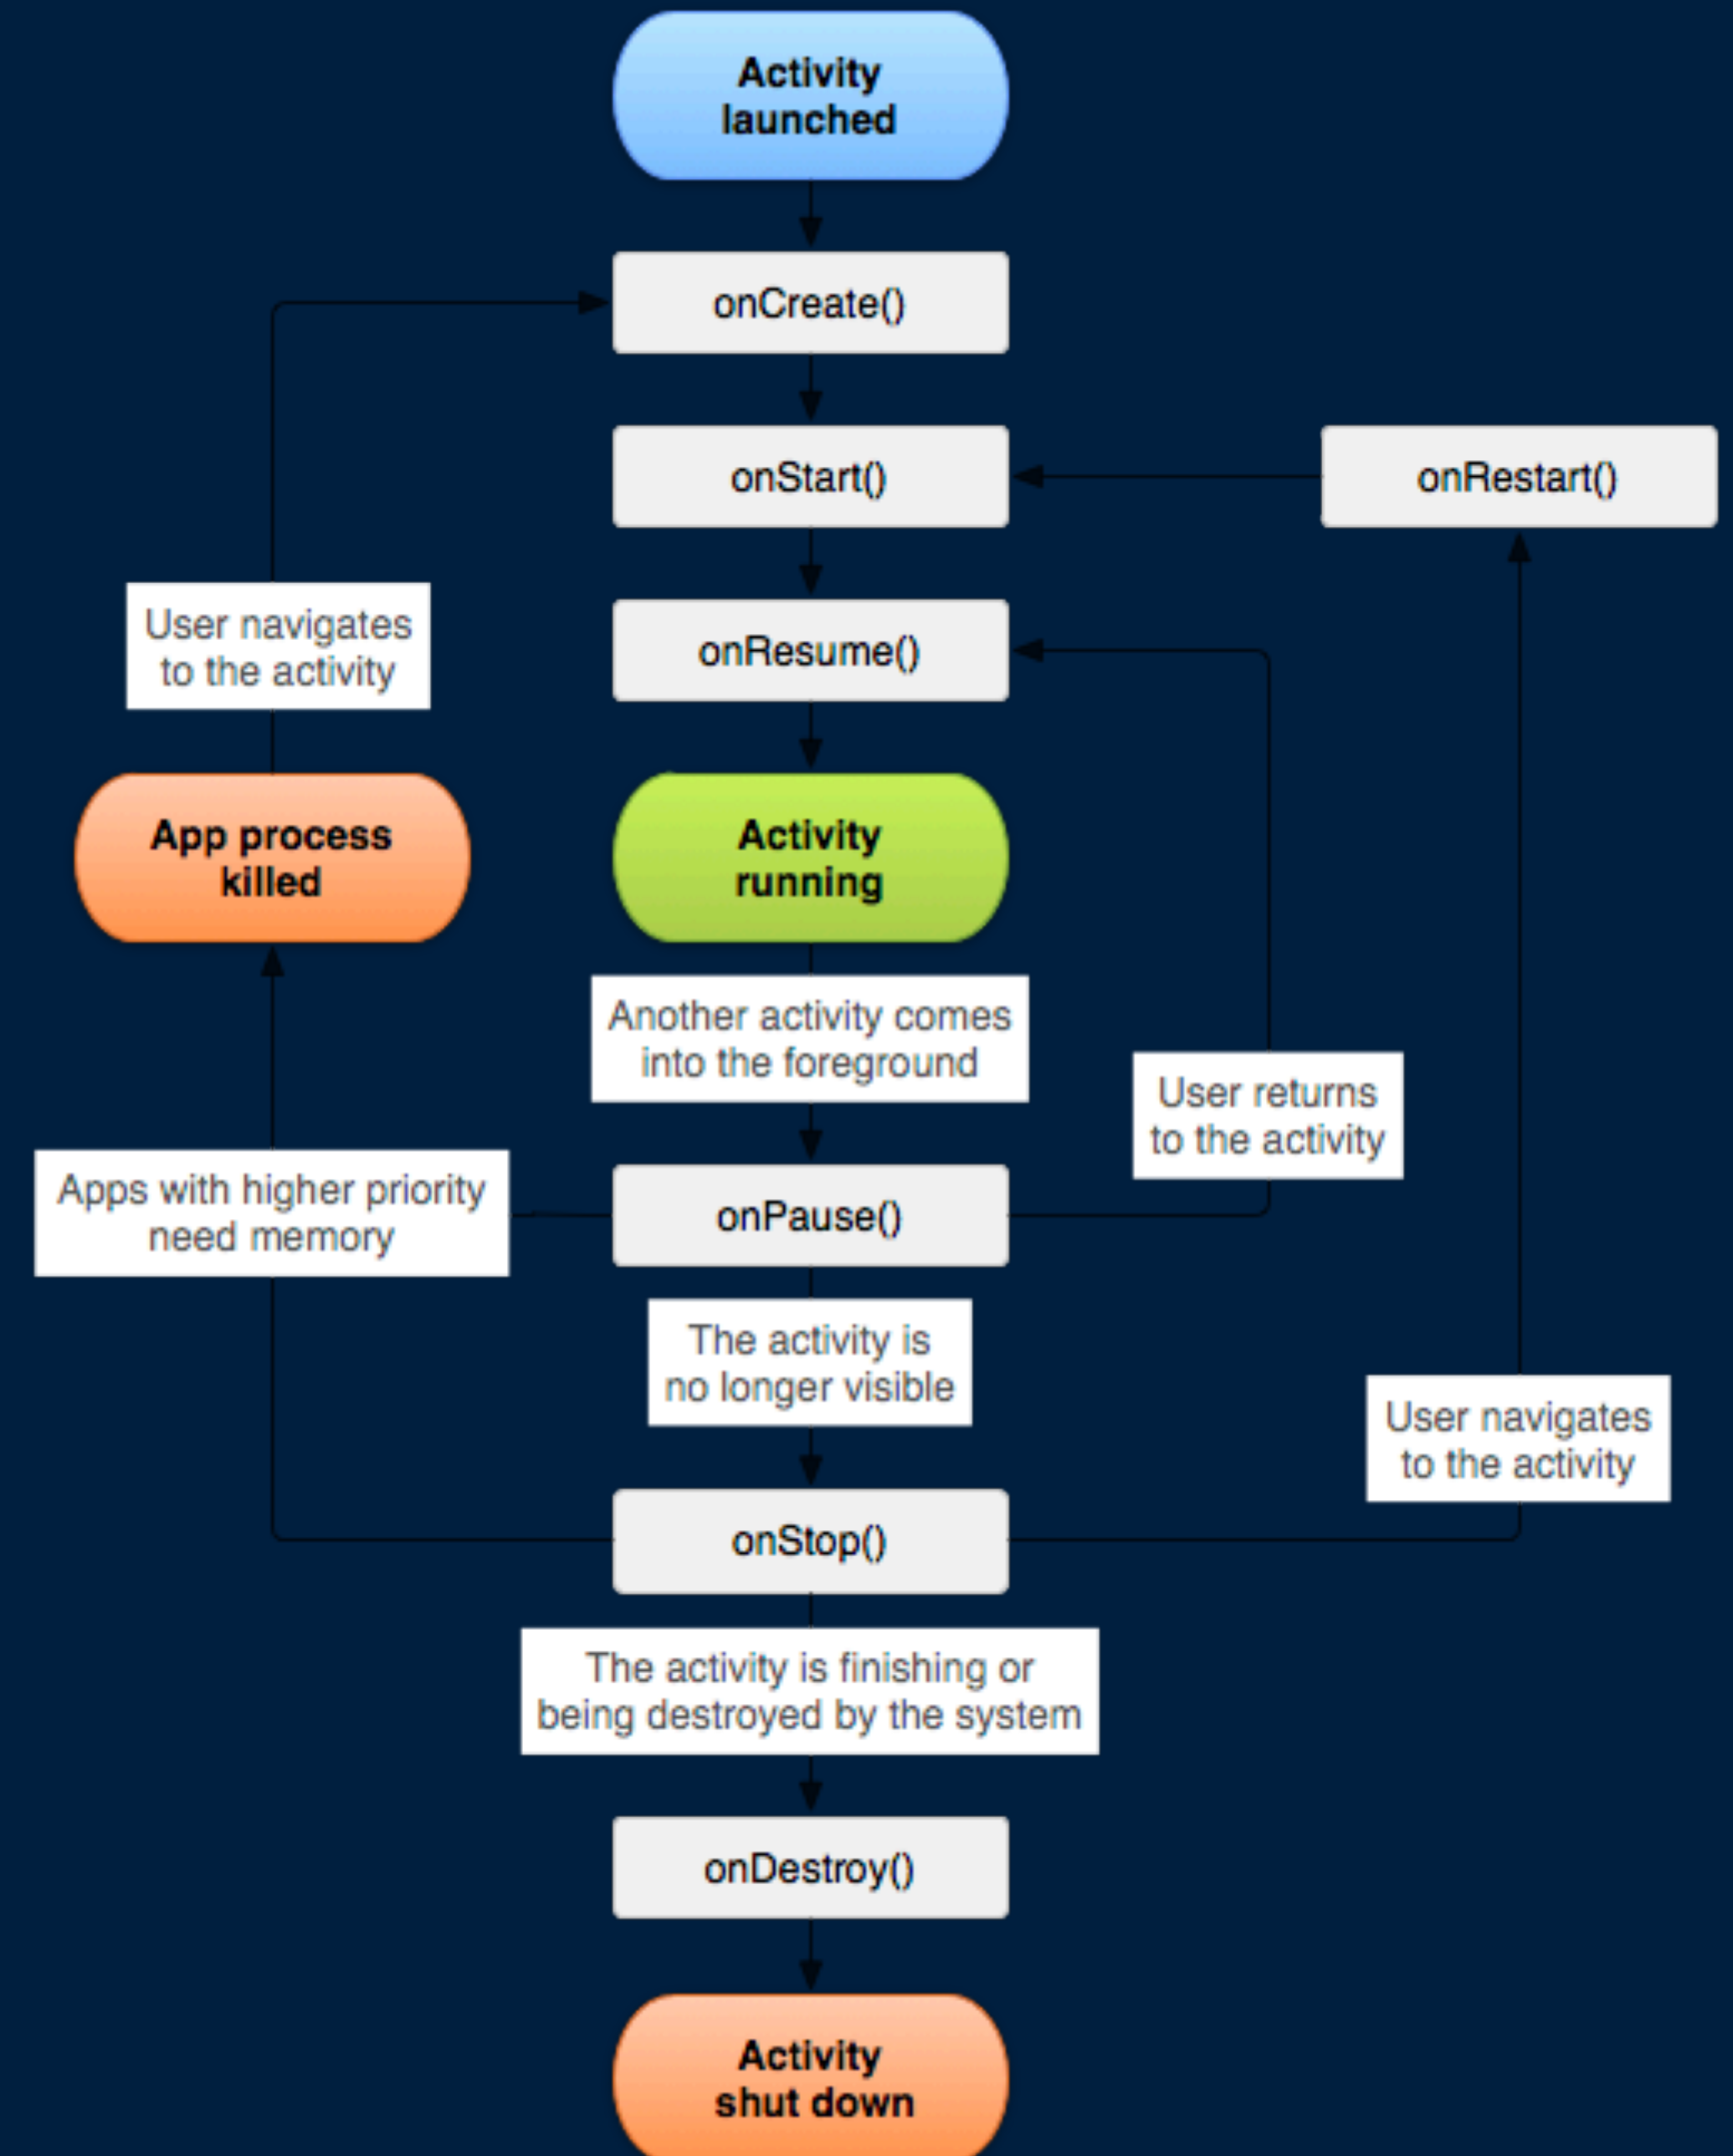 Activity
launched
onCreate()
onStart()
onRestart()
User navigates
to the activity
onResume()
App process
killed
Activity
running
Another activity comes
into the foreground
User returns
to the activity
Apps with higher priority
need memory
onPause()
The activity is
no longer visible
User navigates
to the activity
onStop()
The activity is finishing or
being destroyed by the system
onDestroy()
Activity
shut down